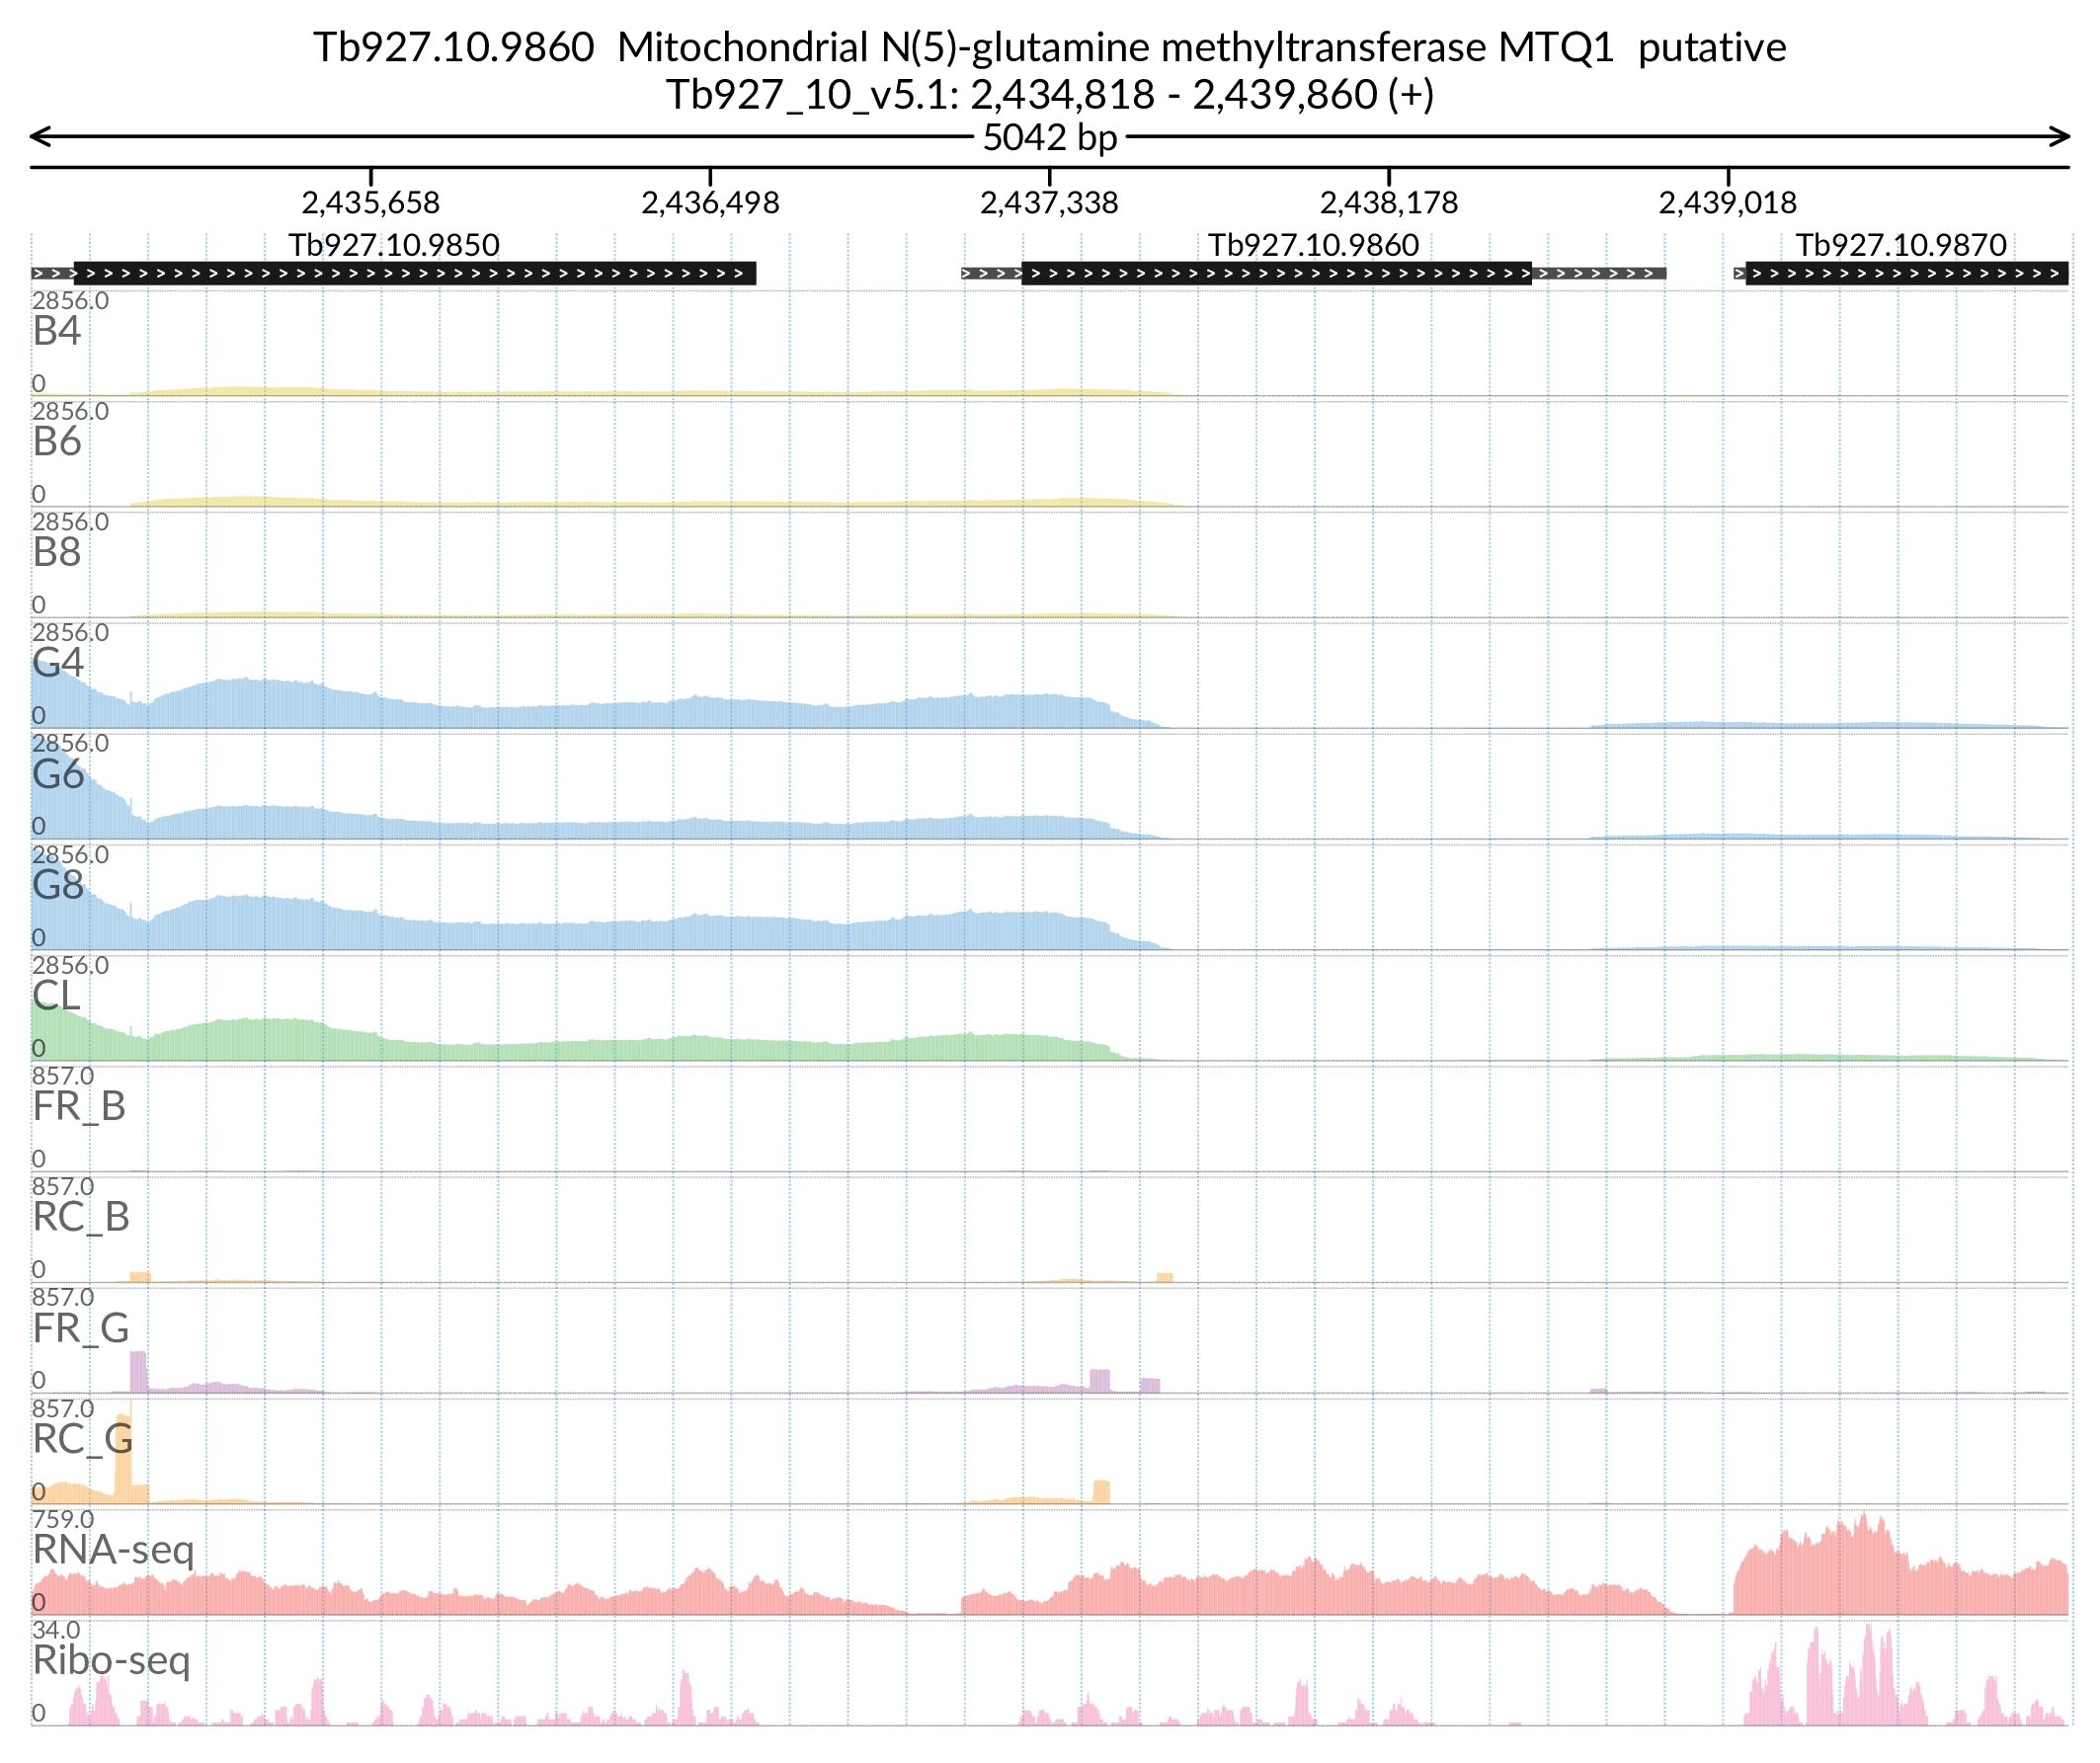 Tb927.10.9860 Mitochondrial N(5)-glutamine methyltransferase MTQ1 putative
Tb927_10_v5.1: 2,434,818 - 2,439,860 (+)
5042 bp
2,435,658 2,436,498 2,437,338 2,438,178 2,439,018
Tb927.10.9850 Tb927.10.9860 Tb927.10.9870
2856.0
B4
0
2856.0
B6
0
2856.0
B8
0
2856.0
G4
0
2856.0
G6
0
2856.0
G8
0
2856.0
CL
0
857.0
FR_B
0
857.0
RC_B
0
857.0
FR_G
0
857.0
RC_G
0
759.0
RNA-seq
0
34.0
Ribo-seq
0